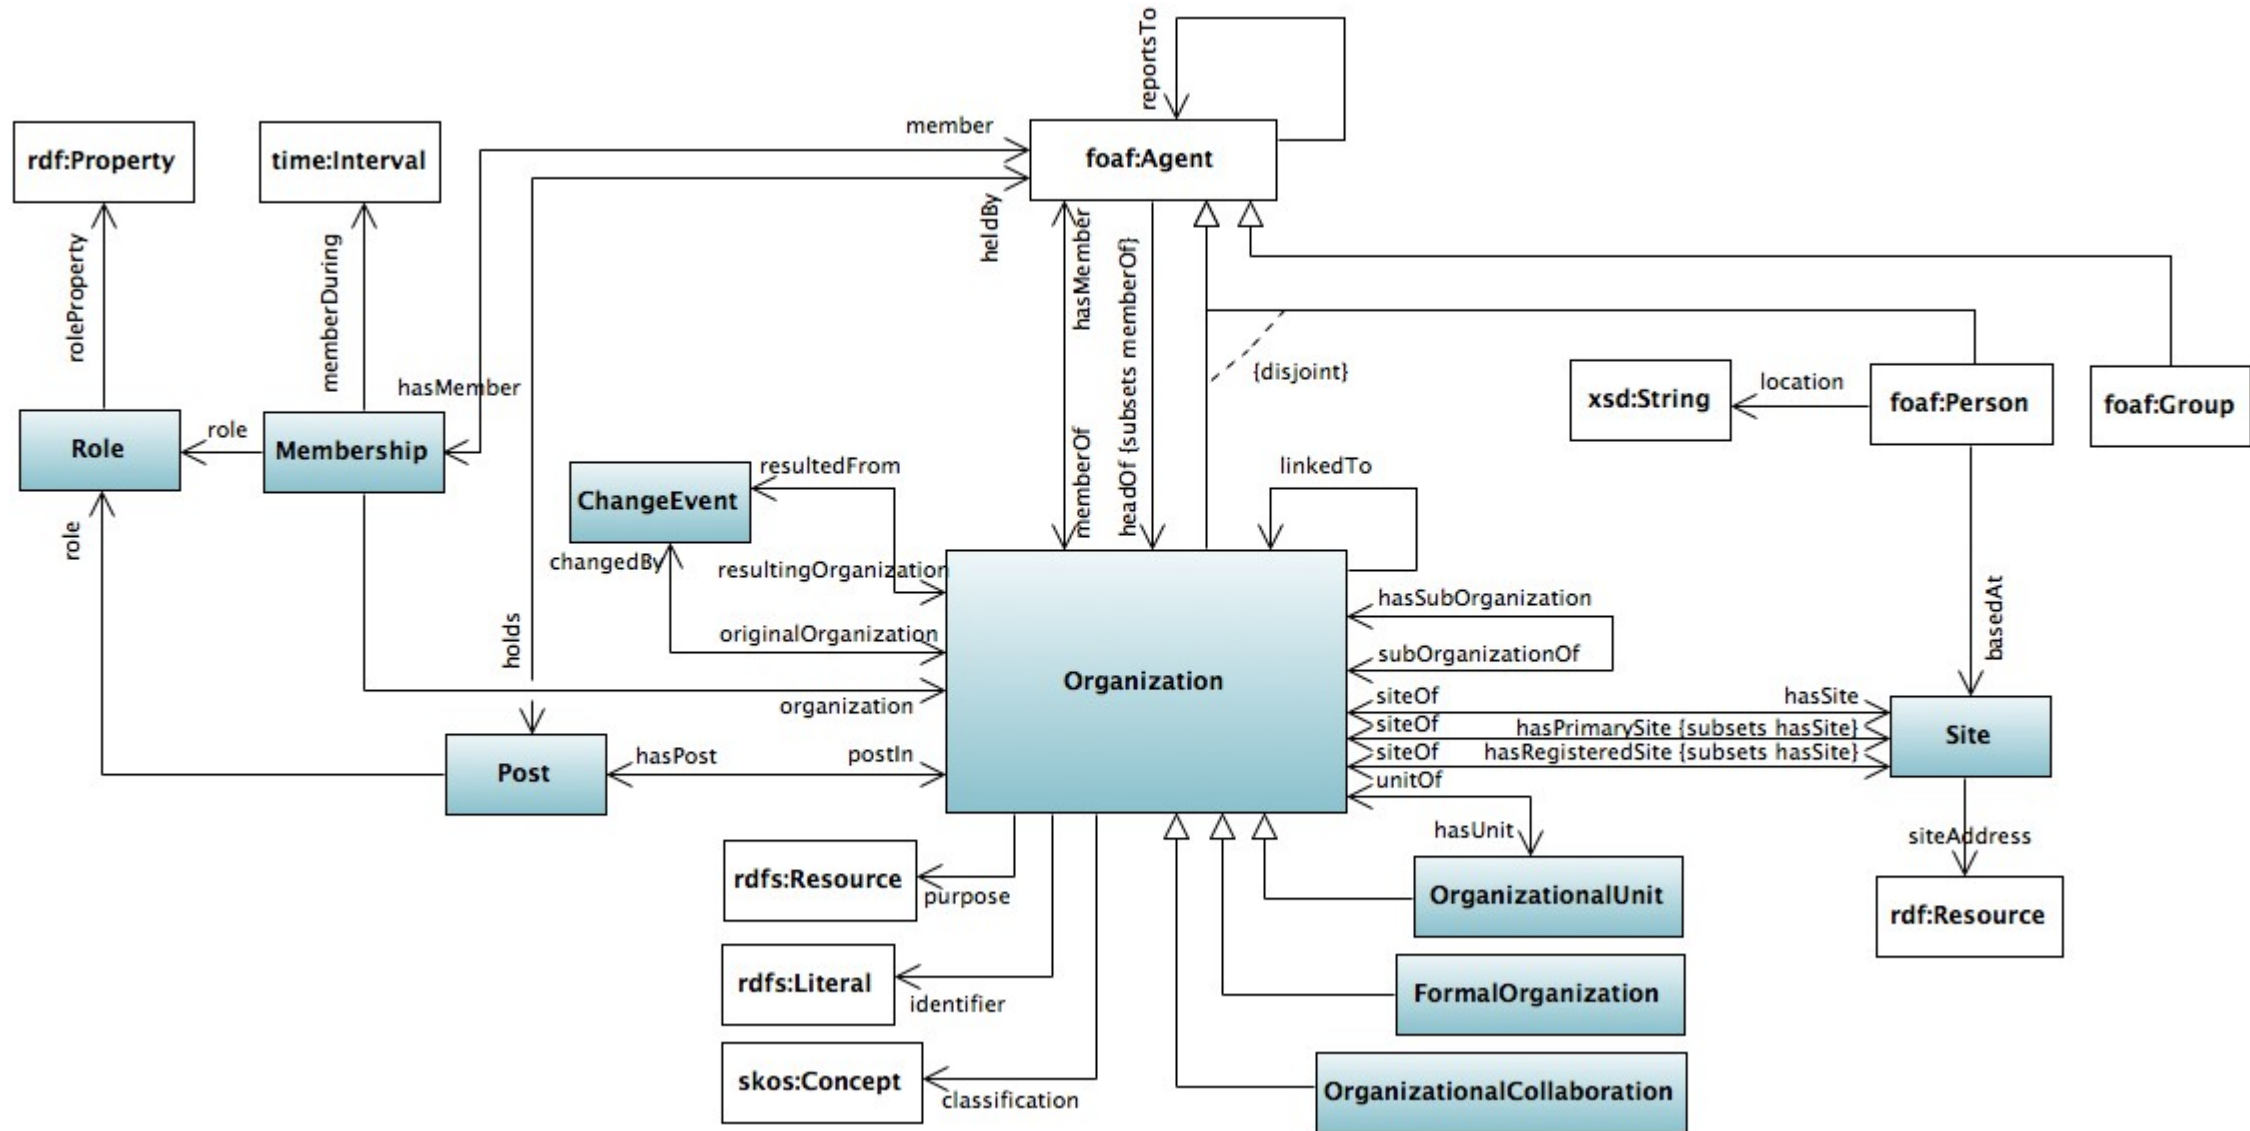 reportsTo
member
rdf:Property
time:Interval
foaf:Agent
heldBy
hasMember
headOf {subsets memberOf}
roleProperty
memberDuring
{disjoint}
hasMember
xsd:String
location
foaf:Person
foaf:Group
Role
role
Membership
memberOf
resultedFrom
linkedTo
ChangeEvent
role
changedBy
resultingOrganization
hasSubOrganization
basedAt
holds
originalOrganization
subOrganizationOf
Organization
organization
siteOf
hasSite
siteOf
hasPrimarySite {subsets hasSite}
siteOf
hasRegisteredSite {subsets hasSite}
Site
Post
hasPost
postIn
unitOf
hasUnit
siteAddress
rdfs:Resource
purpose
OrganizationalUnit
rdf:Resource
rdfs:Literal
identifier
FormalOrganization
skos:Concept
classification
OrganizationalCollaboration